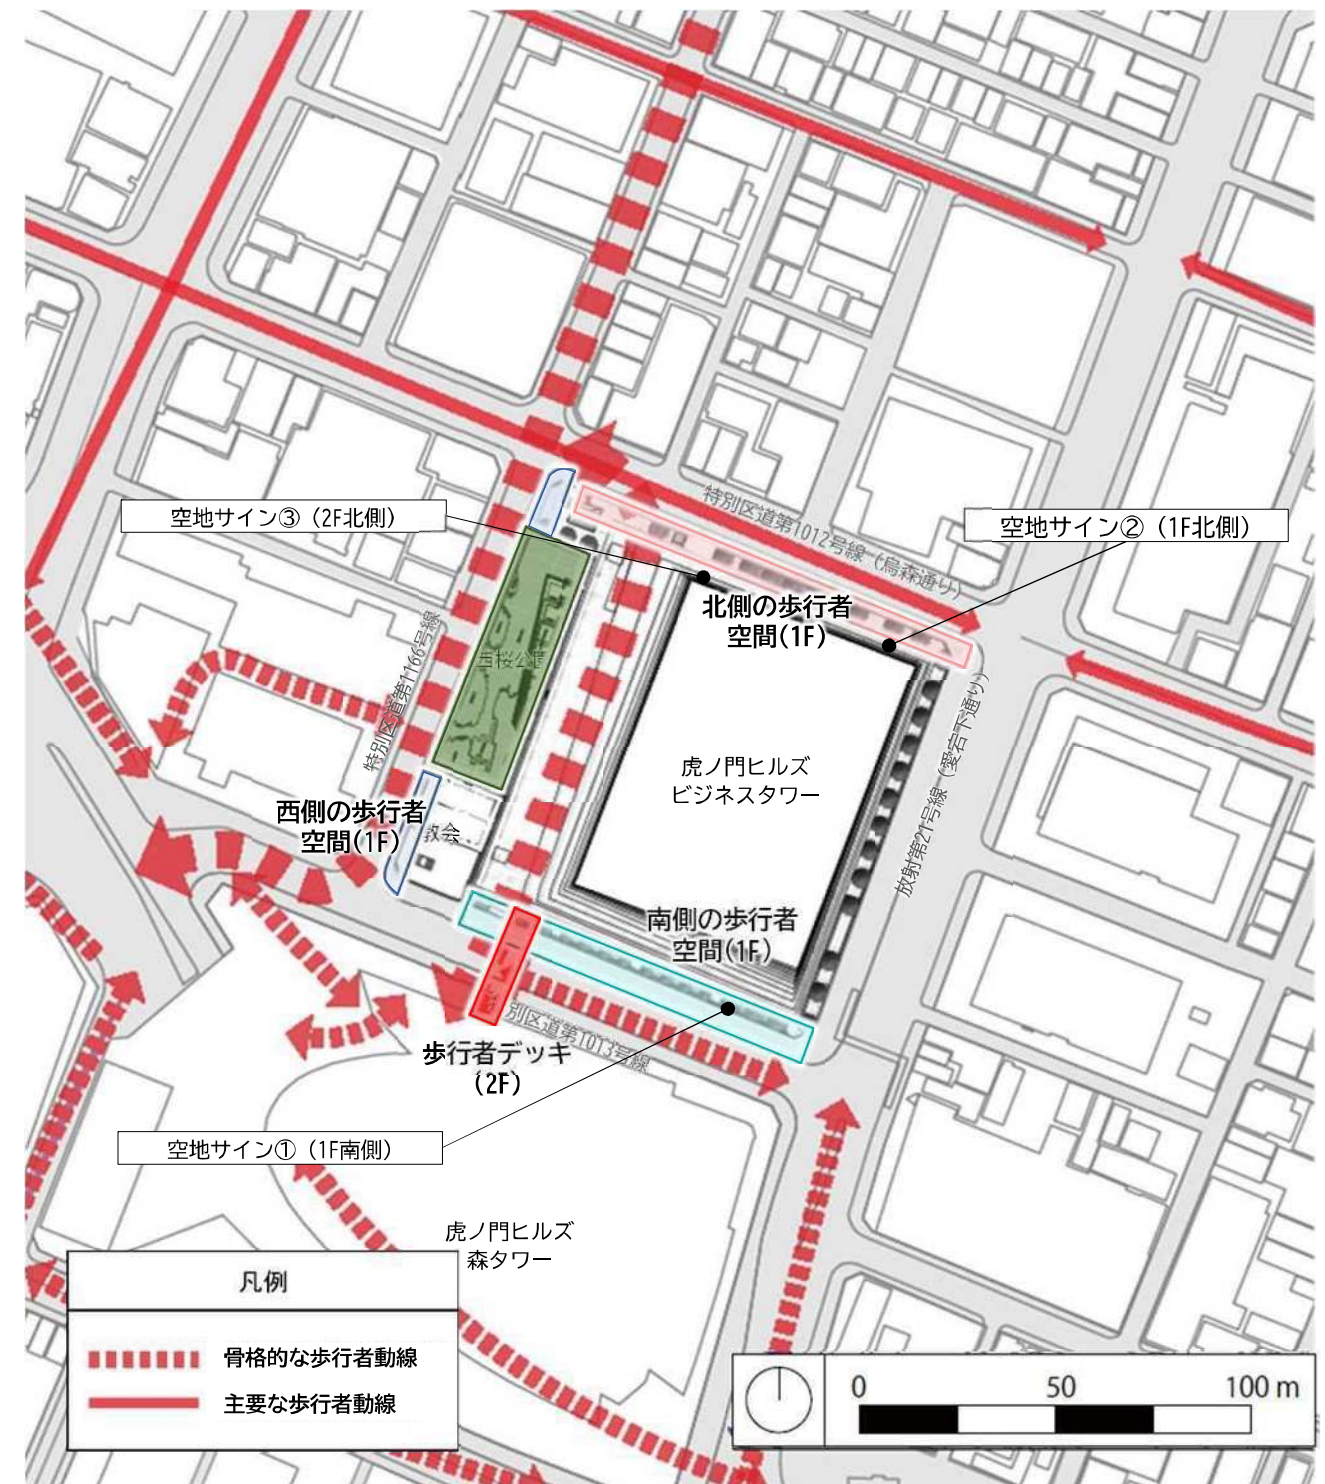 特別区道第1012号線（烏森通り）
空地サイン③（2F北側）
空地サイン②（1F北側）
北側の歩行者
空間(1F)
特別区道第1166号線
桜公園
虎ノ門ヒルズ
ビジネスタワー
放射第21号線（愛宕下通り）
西側の歩行者
空間(1F)
教会
南側の歩行者
空間(1F)
別区道第1013号線
歩行者デッキ
（2F）
空地サイン①（1F南側）
虎ノ門ヒルズ
森タワー
凡例
骨格的な歩行者動線
主要な歩行者動線
0 50 100 m